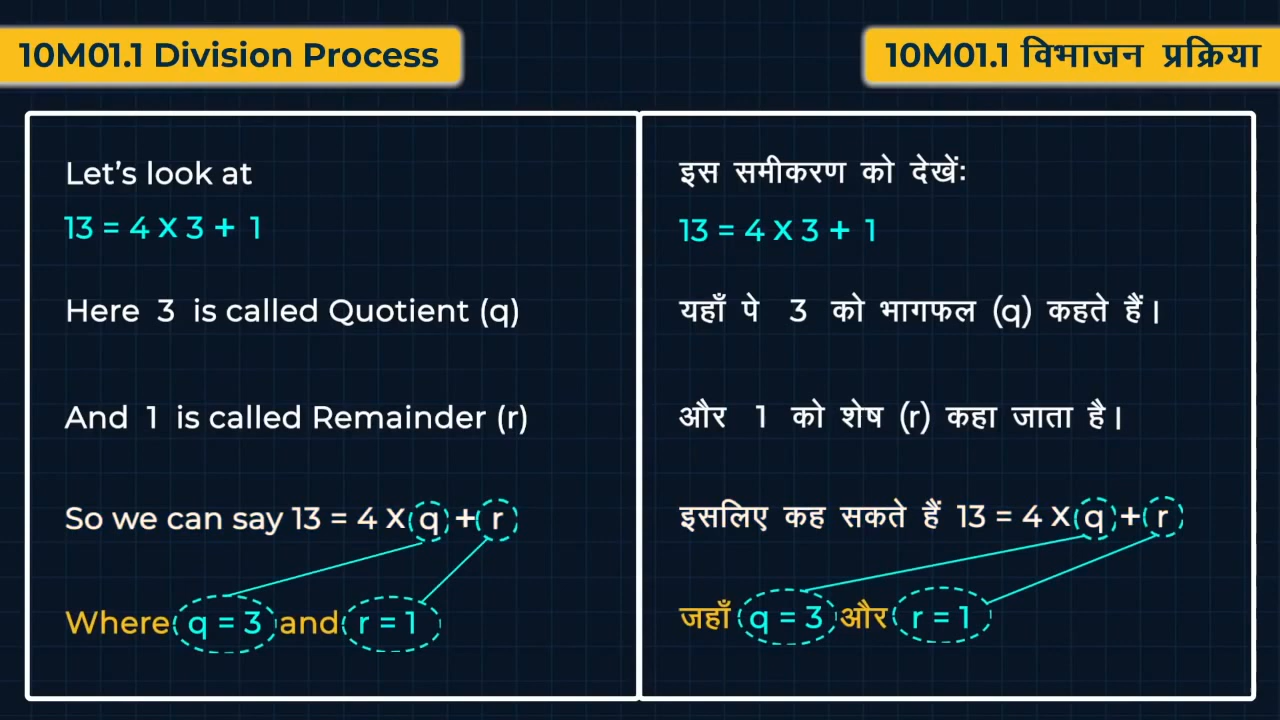 10M01.1 Division Process
10M01.1 विभाजन प्रक्रिया
Let's look at
13 = 4 X 3 + 1
Here 3 is called Quotient (q)
And 1 is called Remainder (r)
So we can say 13 = 4 X q + r
Where q = 3 and r = 1
इस समीकरण को देखें:
13 = 4 X 3 + 1
यहाँ पे 3 को भागफल (q) कहते हैं।
और 1 को शेष (r) कहा जाता है।
इसलिए कह सकते हैं 13 = 4 X q + r
जहाँ q = 3 और r = 1